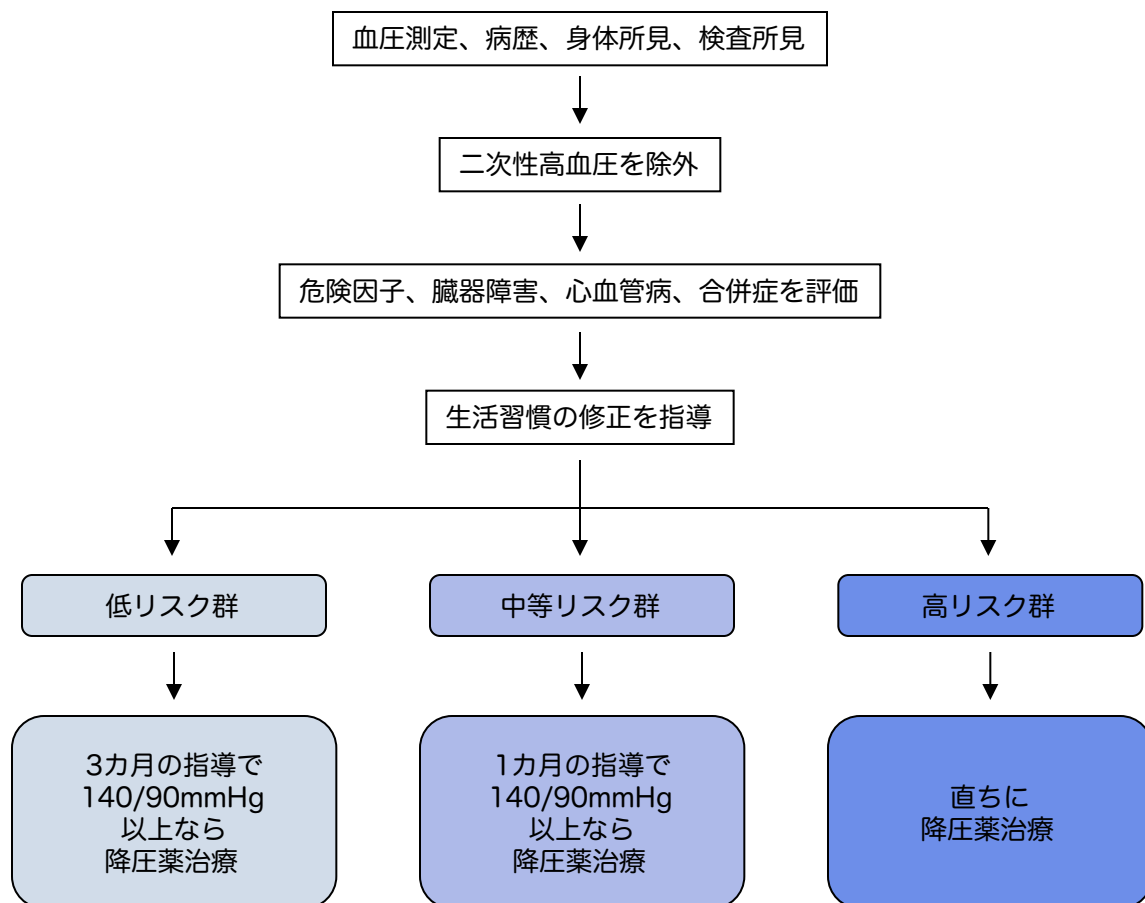 血圧測定、病歴、身体所見、検査所見
二次性高血圧を除外
危険因子、臓器障害、心血管病、合併症を評価
生活習慣の修正を指導
低リスク群
中等リスク群
高リスク群
3カ月の指導で
140/90mmHg
以上なら
降圧薬治療
1カ月の指導で
140/90mmHg
以上なら
降圧薬治療
直ちに
降圧薬治療